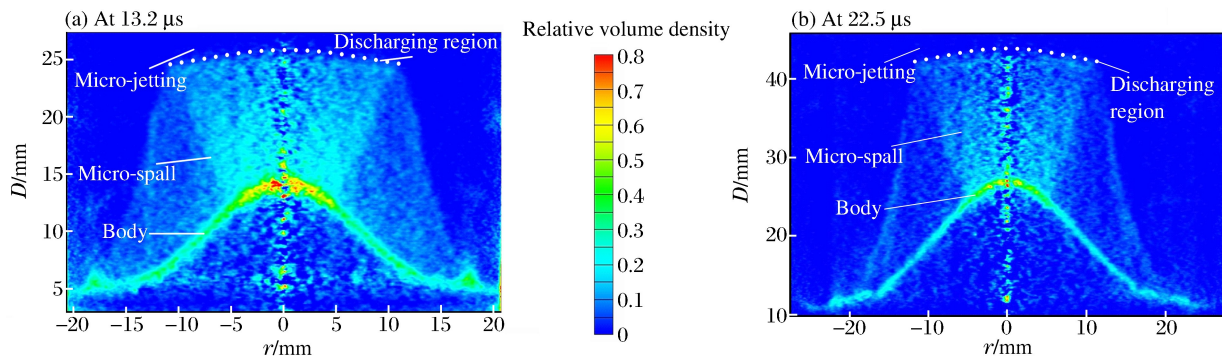 (a) At 13.2 μs
Micro-jetting
Discharging region
Micro-spall
Body
25
20
15
10
5
D/mm
−20
−15
−10
−5
0
5
10
15
20
r/mm
Relative volume density
0.8
0.7
0.6
0.5
0.4
0.3
0.2
0.1
0
(b) At 22.5 μs
Micro-jetting
Discharging
region
Micro-spall
Body
40
30
20
10
D/mm
−20
−10
0
10
20
r/mm